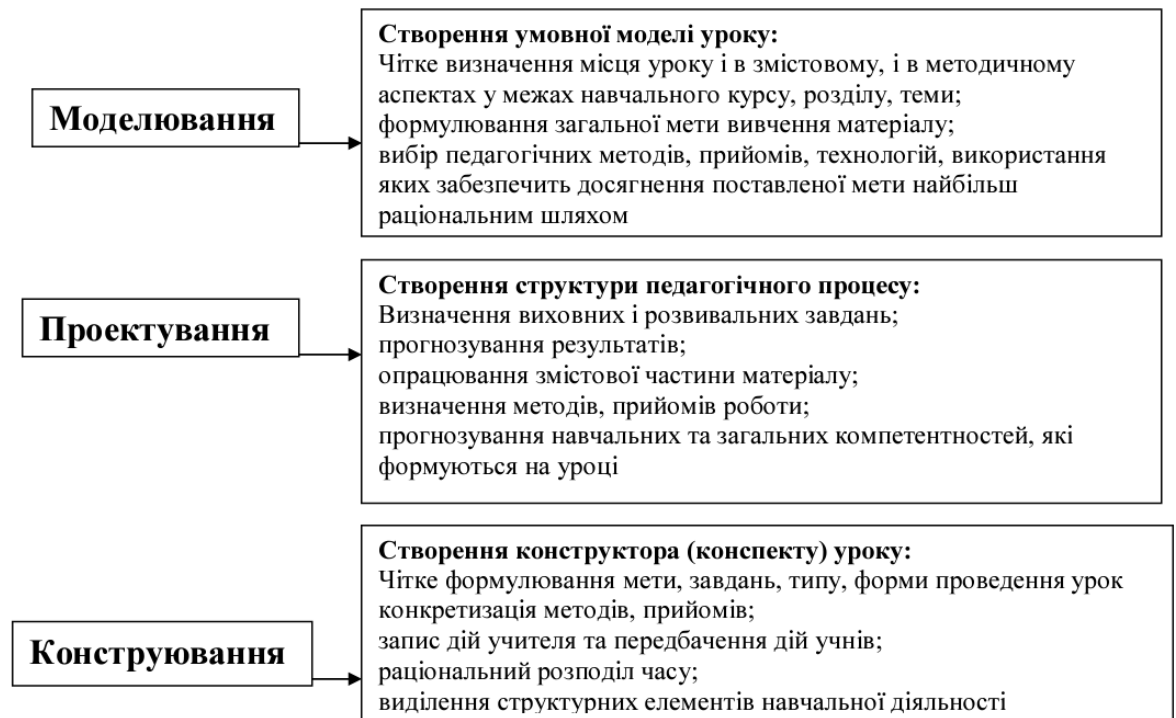 Моделювання
Створення умовної моделі уроку:
Чітке визначення місця уроку і в змістовому, і в методичному
аспектах у межах навчального курсу, розділу, теми;
формулювання загальної мети вивчення матеріалу;
вибір педагогічних методів, прийомів, технологій, використання
яких забезпечить досягнення поставленої мети найбільш
раціональним шляхом
Проектування
Створення структури педагогічного процесу:
Визначення виховних і розвивальних завдань;
прогнозування результатів;
опрацювання змістової частини матеріалу;
визначення методів, прийомів роботи;
прогнозування навчальних та загальних компетентностей, які
формуються на уроці
Конструювання
Створення конструктора (конспекту) уроку:
Чітке формулювання мети, завдань, типу, форми проведення урок
конкретизація методів, прийомів;
запис дій учителя та передбачення дій учнів;
раціональний розподіл часу;
виділення структурних елементів навчальної діяльності